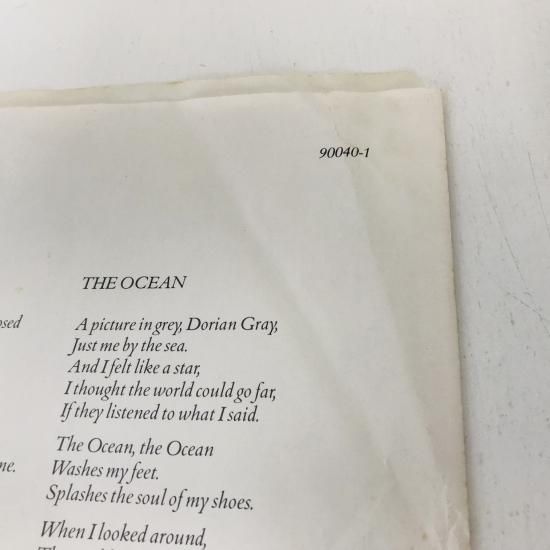 90040-1
THE OCEAN
A picture in grey, Dorian Gray,
Just me by the sea.
And I felt like a star,
I thought the world could go far,
If they listened to what I said.
The Ocean, the Ocean
Washes my feet.
Splashes the soul of my shoes.
When I looked around,